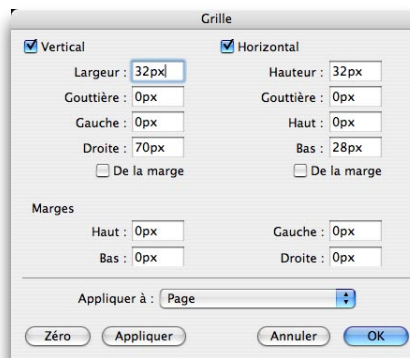 Grille
Vertical Horizontal
Largeur : 32px Hauteur : 32px
Gouttière : 0px Gouttière : 0px
Gauche : 0px Haut : 0px
Droite : 70px Bas : 28px
De la marge De la marge
Marges
Haut : 0px Gauche : 0px
Bas : 0px Droite : 0px
Appliquer à : Page
Zéro Appliquer Annuler OK